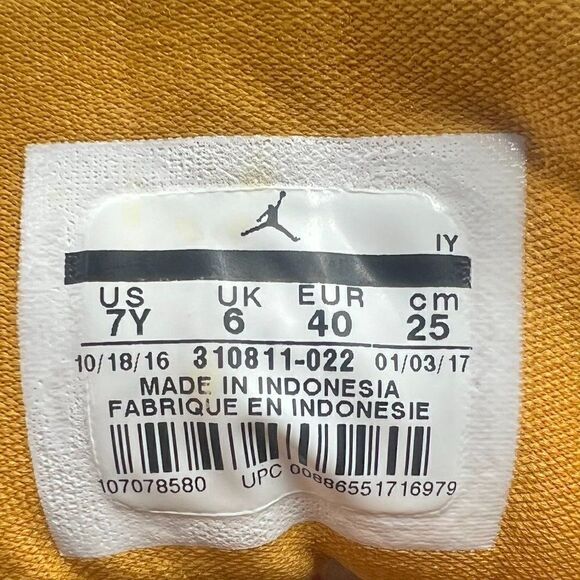 IY
US UK EUR cm
7Y 6 40 25
10/18/16 310811-022 01/03/17
MADE IN INDONESIA
FABRIQUE EN INDONESIE
107078580 UPC 00886551716979